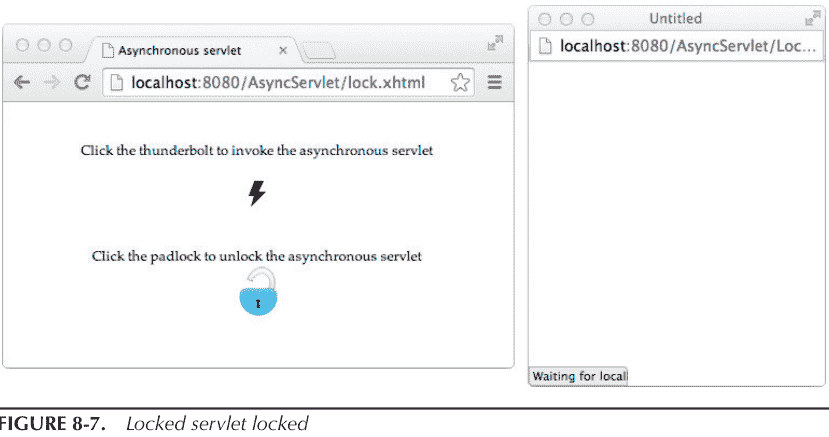 Asynchronous servlet
localhost:8080/AsyncServlet/lock.xhtml
Click the thunderbolt to invoke the asynchronous servlet
Click the padlock to unlock the asynchronous servlet
Untitled
localhost:8080/AsyncServlet/Loc...
Waiting for local
FIGURE 8-7. Locked servlet locked